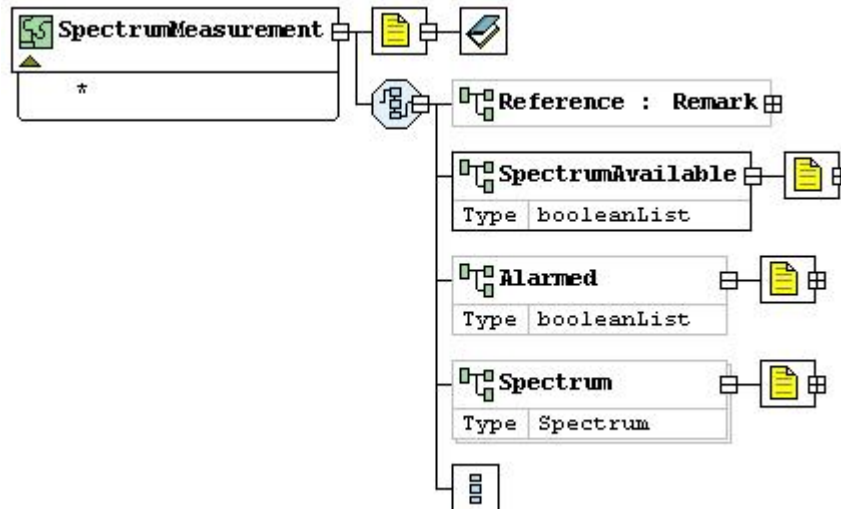 SpectrumMeasurement
*
Reference : Remark
SpectrumAvailable
Type booleanList
Alarmed
Type booleanList
Spectrum
Type Spectrum